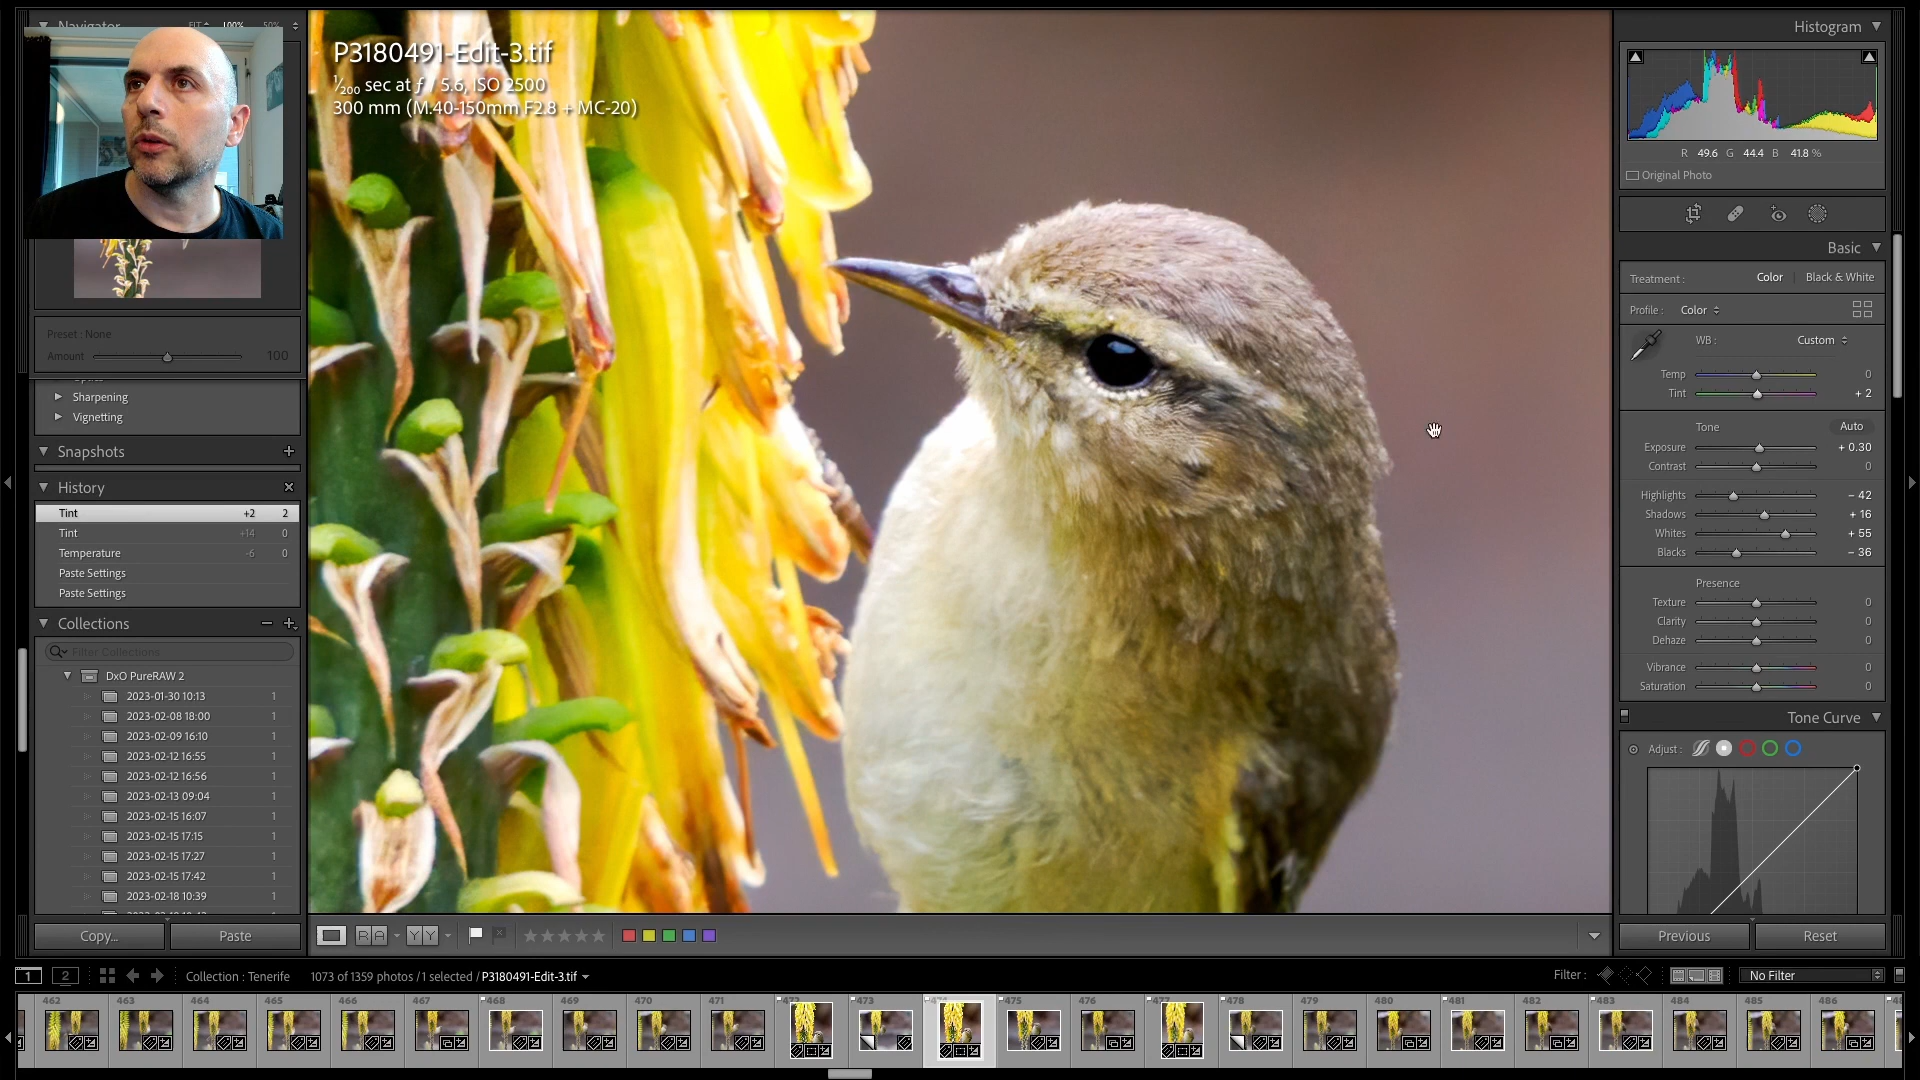 Navigator
FIT
100%
50%
P3180491-Edit-3.tif
1/200 sec at f / 5.6, ISO 2500
300 mm (M.40-150mm F2.8 + MC-20)
Preset : None
Amount 100
Sharpening
Vignetting
Snapshots
History
Tint +2 2
Tint +14 0
Temperature -6 0
Paste Settings
Paste Settings
Collections
Filter Collections
DxO PureRAW 2
2023-01-30 10:13 1
2023-02-08 18:00 1
2023-02-09 16:10 1
2023-02-12 16:55 1
2023-02-12 16:56 1
2023-02-13 09:04 1
2023-02-15 16:07 1
2023-02-15 17:15 1
2023-02-15 17:27 1
2023-02-15 17:42 1
2023-02-18 10:39 1
Copy... Paste
Histogram
R 49.6 G 44.4 B 41.8 %
Original Photo
Basic
Treatment : Color Black & White
Profile : Color
WB : Custom
Temp 0
Tint + 2
Tone Auto
Exposure + 0.30
Contrast 0
Highlights – 42
Shadows + 16
Whites + 55
Blacks – 36
Presence
Texture 0
Clarity 0
Dehaze 0
Vibrance 0
Saturation 0
Tone Curve
Adjust :
Previous Reset
R A Y Y
1 2 Collection : Tenerife 1073 of 1359 photos / 1 selected / P3180491-Edit-3.tif Filter : No Filter
462 463 464 465 466 467 468 469 470 471 472 473 474 475 476 477 478 479 480 481 482 483 484 485 486